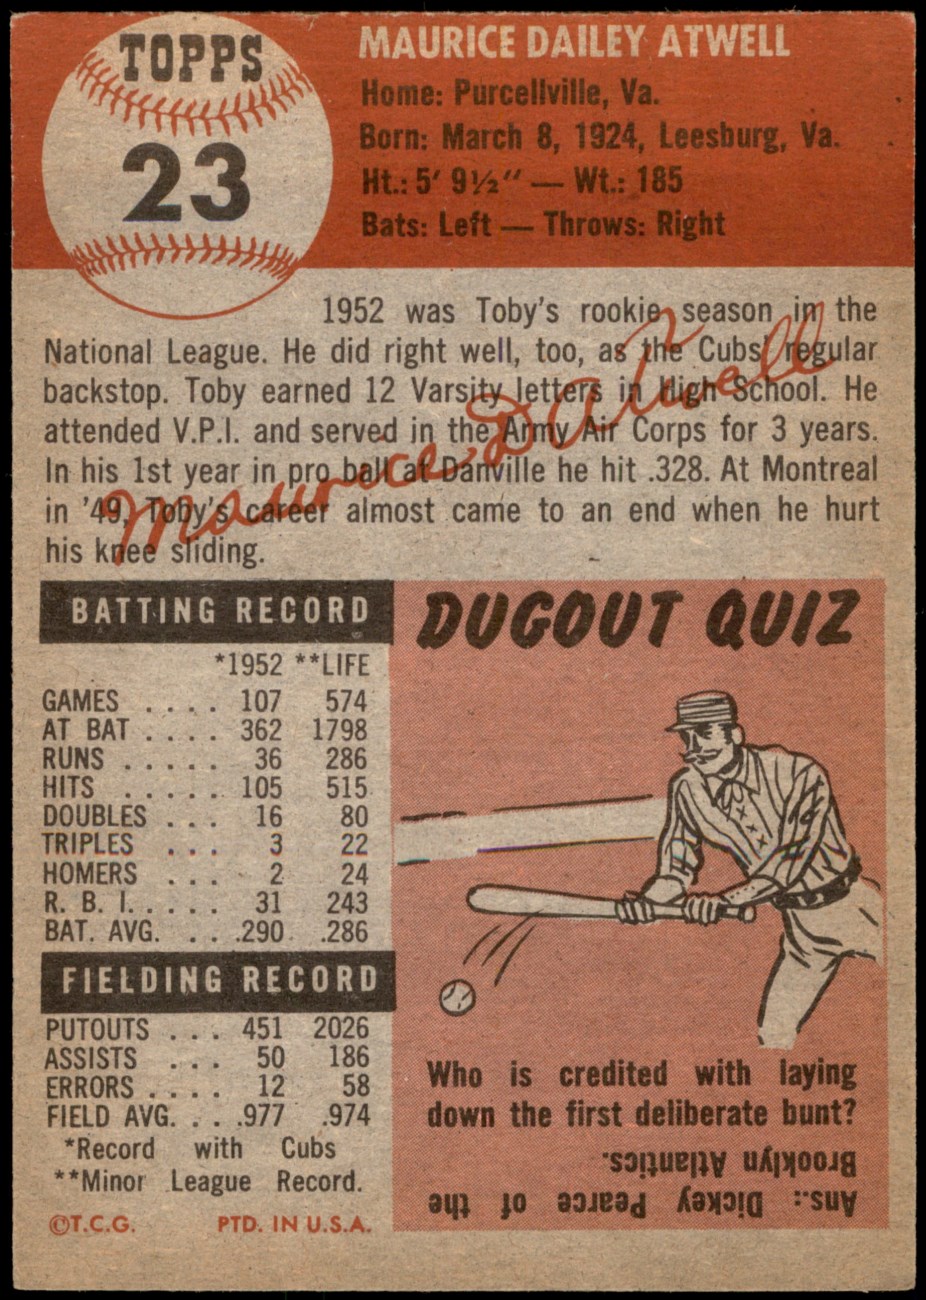 TOPPS
23
MAURICE DAILEY ATWELL
Home: Purcellville, Va.
Born: March 8, 1924, Leesburg, Va.
Ht.: 5' 9½" — Wt.: 185
Bats: Left — Throws: Right
1952 was Toby's rookie season in the
National League. He did right well, too, as the Cubs' regular
backstop. Toby earned 12 Varsity letters in High School. He
attended V.P.I. and served in the Army Air Corps for 3 years.
In his 1st year in pro ball at Danville he hit .328. At Montreal
in '49, Toby's career almost came to an end when he hurt
his knee sliding.
Maurice D Atwell
BATTING RECORD
*1952 **LIFE
GAMES .... 107 574
AT BAT .... 362 1798
RUNS ..... 36 286
HITS ..... 105 515
DOUBLES ... 16 80
TRIPLES ... 3 22
HOMERS ... 2 24
R. B. I. .... 31 243
BAT. AVG. ... .290 .286
FIELDING RECORD
PUTOUTS ... 451 2026
ASSISTS ... 50 186
ERRORS .... 12 58
FIELD AVG. ... .977 .974
*Record with Cubs
**Minor League Record.
©T.C.G. PTD. IN U.S.A.
DUGOUT QUIZ
Who is credited with laying
down the first deliberate bunt?
Ans.: Dickey Pearce of the
Brooklyn Atlantics.